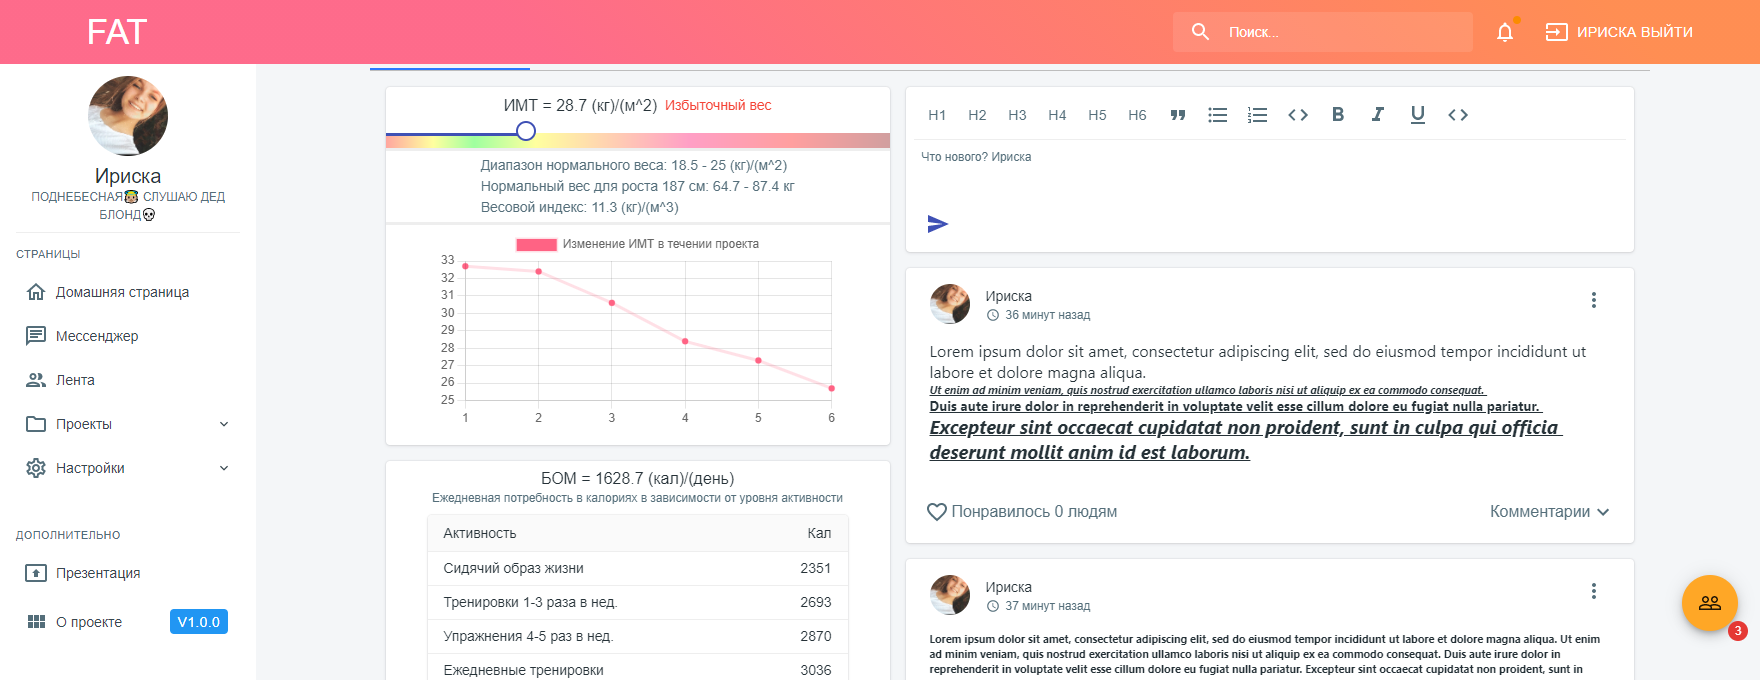 FAT
Поиск...
ИРИСКА ВЫЙТИ
Ириска
ПОДНЕБЕСНАЯ👸 СЛУШАЮ ДЕД
БЛОНД💀
СТРАНИЦЫ
Домашняя страница
Мессенджер
Лента
Проекты
Настройки
ДОПОЛНИТЕЛЬНО
Презентация
О проекте V1.0.0
ИМТ = 28.7 (кг)/(м^2) Избыточный вес
Диапазон нормального веса: 18.5 - 25 (кг)/(м^2)
Нормальный вес для роста 187 см: 64.7 - 87.4 кг
Весовой индекс: 11.3 (кг)/(м^3)
Изменение ИМТ в течении проекта
33
32
31
30
29
28
27
26
25
1 2 3 4 5 6
БОМ = 1628.7 (кал)/(день)
Ежедневная потребность в калориях в зависимости от уровня активности
Активность Кал
Сидячий образ жизни 2351
Тренировки 1-3 раза в нед. 2693
Упражнения 4-5 раз в нед. 2870
Ежедневные тренировки 3036
H1 H2 H3 H4 H5 H6 B I U
Что нового? Ириска
Ириска
36 минут назад
Lorem ipsum dolor sit amet, consectetur adipiscing elit, sed do eiusmod tempor incididunt ut
labore et dolore magna aliqua.
Ut enim ad minim veniam, quis nostrud exercitation ullamco laboris nisi ut aliquip ex ea commodo consequat.
Duis aute irure dolor in reprehenderit in voluptate velit esse cillum dolore eu fugiat nulla pariatur.
Excepteur sint occaecat cupidatat non proident, sunt in culpa qui officia
deserunt mollit anim id est laborum.
Понравилось 0 людям
Комментарии
Ириска
37 минут назад
Lorem ipsum dolor sit amet, consectetur adipiscing elit, sed do eiusmod tempor incididunt ut labore et dolore magna aliqua. Ut enim
ad minim veniam, quis nostrud exercitation ullamco laboris nisi ut aliquip ex ea commodo consequat. Duis aute irure dolor in
reprehenderit in voluptate velit esse cillum dolore eu fugiat nulla pariatur. Excepteur sint occaecat cupidatat non proident, sunt in
3